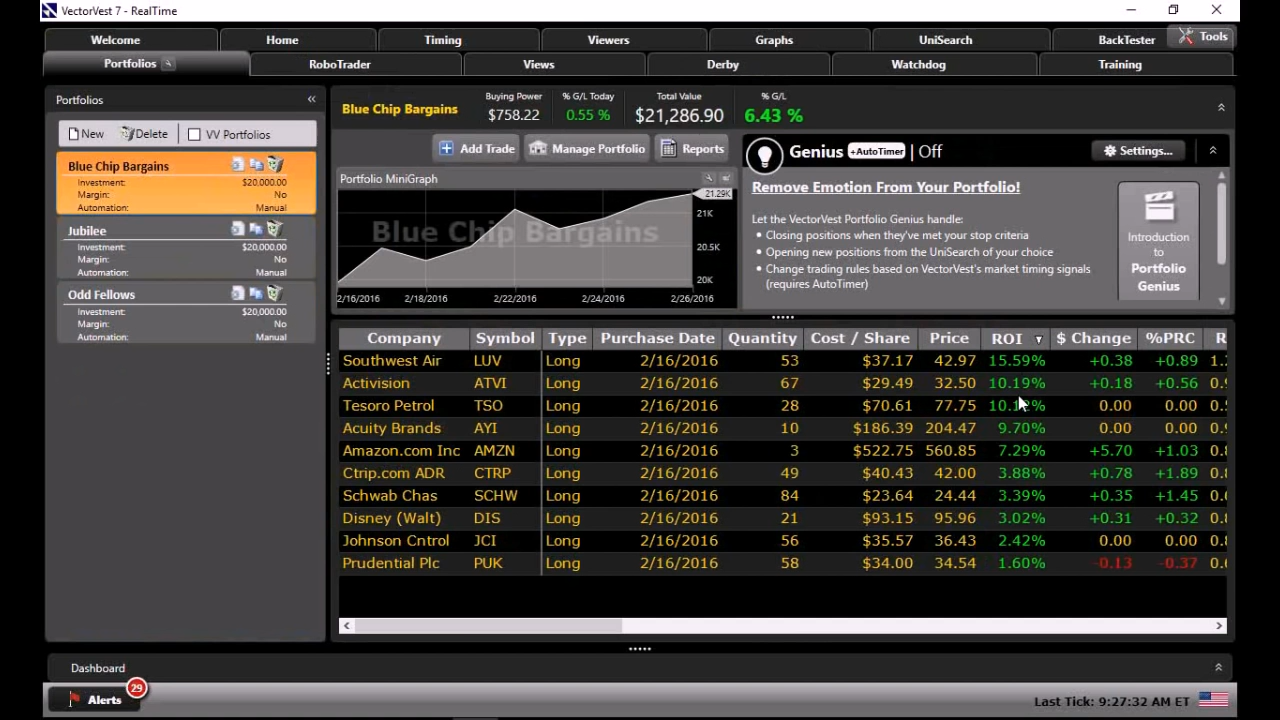 VectorVest 7 - RealTime
Welcome Home Timing Viewers Graphs UniSearch BackTester Tools
Portfolios RoboTrader Views Derby Watchdog Training
Portfolios «
New Delete VV Portfolios
Blue Chip Bargains
Investment: $20,000.00
Margin: No
Automation: Manual
Jubilee
Investment: $20,000.00
Margin: No
Automation: Manual
Odd Fellows
Investment: $20,000.00
Margin: No
Automation: Manual
Blue Chip Bargains
Buying Power
$758.22
% G/L Today
0.55 %
Total Value
$21,286.90
% G/L
6.43 %
Add Trade Manage Portfolio Reports
Portfolio MiniGraph
Blue Chip Bargains
21.29K
21K
20.5K
20K
2/16/2016 2/18/2016 2/22/2016 2/24/2016 2/26/2016
Genius +AutoTimer | Off
Settings...
Remove Emotion From Your Portfolio!
Let the VectorVest Portfolio Genius handle:
• Closing positions when they've met your stop criteria
• Opening new positions from the UniSearch of your choice
• Change trading rules based on VectorVest's market timing signals
(requires AutoTimer)
Introduction
to
Portfolio
Genius
Company Symbol Type Purchase Date Quantity Cost / Share Price ROI $ Change %PRC R
Southwest Air LUV Long 2/16/2016 53 $37.17 42.97 15.59% +0.38 +0.89 1.2
Activision ATVI Long 2/16/2016 67 $29.49 32.50 10.19% +0.18 +0.56 0.9
Tesoro Petrol TSO Long 2/16/2016 28 $70.61 77.75 0.00 0.00
Acuity Brands AYI Long 2/16/2016 10 $186.39 204.47 9.70% 0.00 0.00 0.9
Amazon.com Inc AMZN Long 2/16/2016 3 $522.75 560.85 7.29% +5.70 +1.03 0.8
Ctrip.com ADR CTRP Long 2/16/2016 49 $40.43 42.00 3.88% +0.78 +1.89 0.8
Schwab Chas SCHW Long 2/16/2016 84 $23.64 24.44 3.39% +0.35 +1.45 0.8
Disney (Walt) DIS Long 2/16/2016 21 $93.15 95.96 3.02% +0.31 +0.32 0.8
Johnson Cntrol JCI Long 2/16/2016 56 $35.57 36.43 2.42% 0.00 0.00 0.8
Prudential Plc PUK Long 2/16/2016 58 $34.00 34.54 1.60% -0.13 -0.37 0.6
Dashboard
Alerts 29
Last Tick: 9:27:32 AM ET